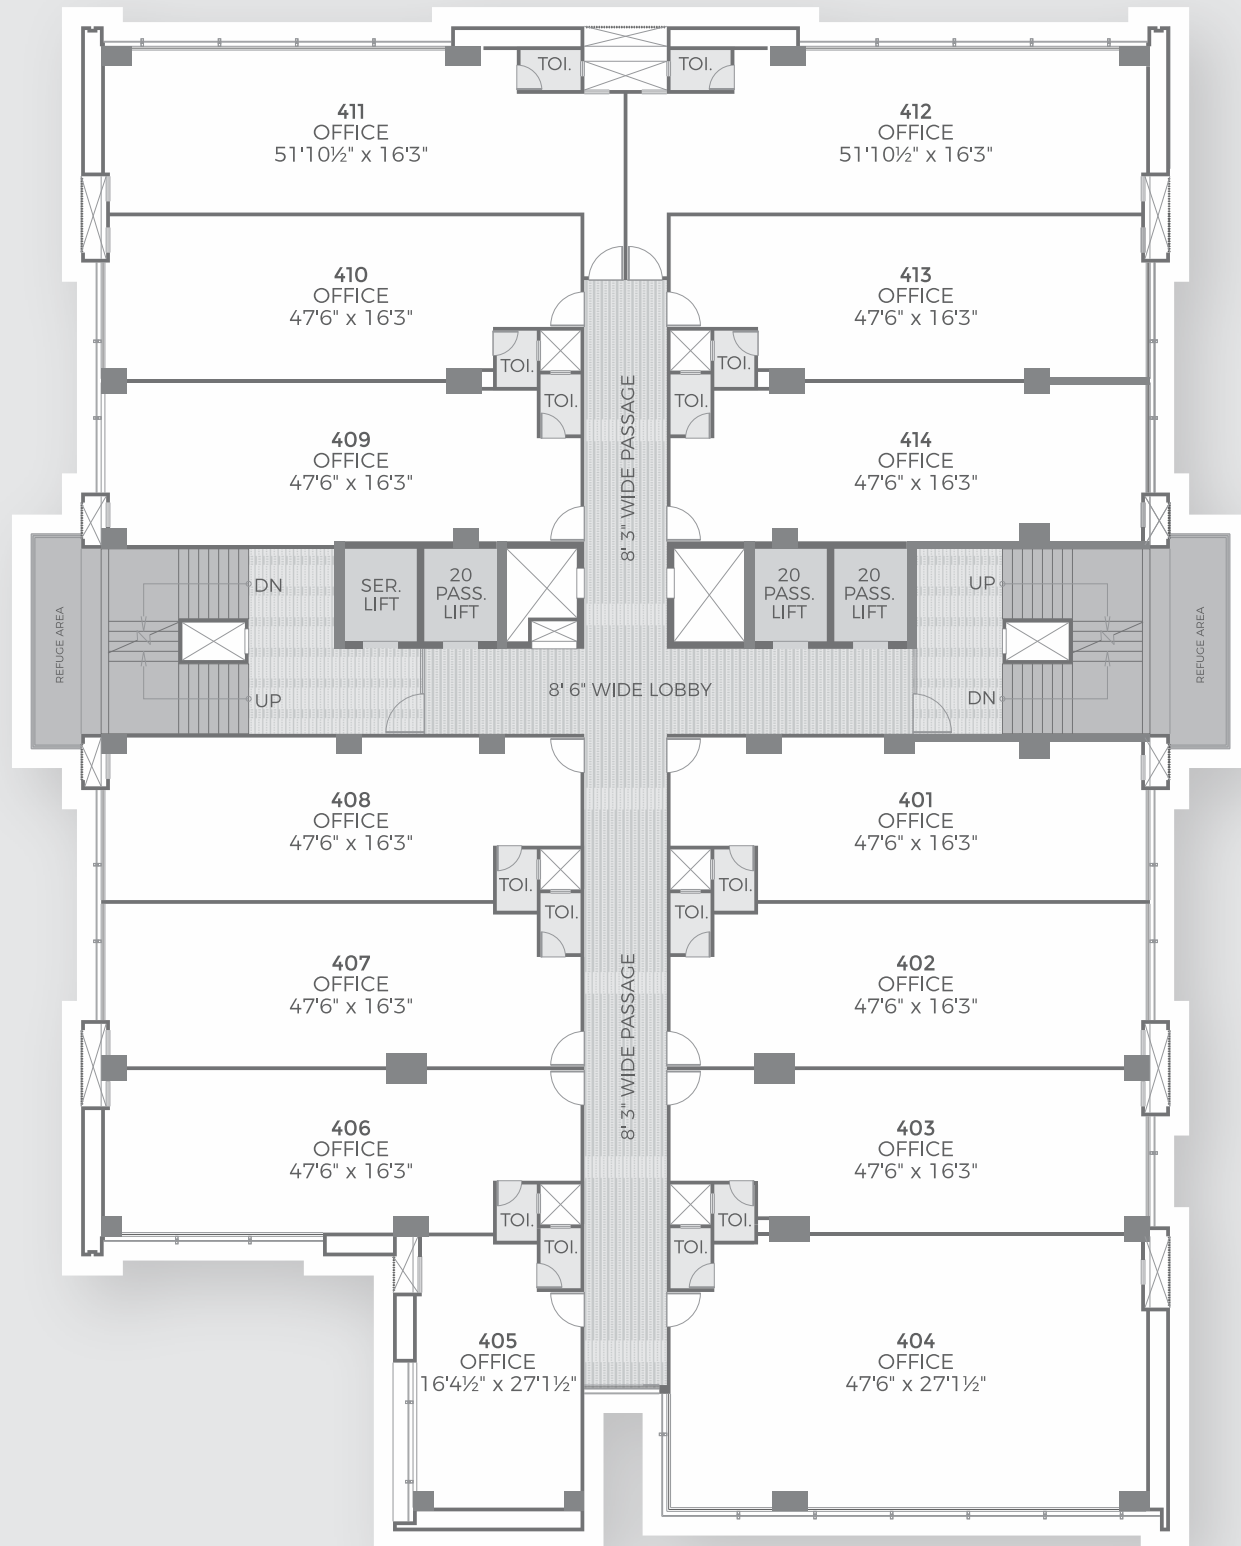 TOI.
TOI.
411
OFFICE
51'10½" x 16'3"
412
OFFICE
51'10½" x 16'3"
410
OFFICE
47'6" x 16'3"
413
OFFICE
47'6" x 16'3"
TOI.
TOI.
TOI.
TOI.
8' 3" WIDE PASSAGE
409
OFFICE
47'6" x 16'3"
414
OFFICE
47'6" x 16'3"
REFUGE AREA
DN
UP
SER.
LIFT
20
PASS.
LIFT
20
PASS.
LIFT
20
PASS.
LIFT
UP
DN
REFUGE AREA
8' 6" WIDE LOBBY
408
OFFICE
47'6" x 16'3"
401
OFFICE
47'6" x 16'3"
TOI.
TOI.
TOI.
TOI.
407
OFFICE
47'6" x 16'3"
402
OFFICE
47'6" x 16'3"
8' 3" WIDE PASSAGE
406
OFFICE
47'6" x 16'3"
403
OFFICE
47'6" x 16'3"
TOI.
TOI.
TOI.
TOI.
405
OFFICE
16'4½" x 27'1½"
404
OFFICE
47'6" x 27'1½"